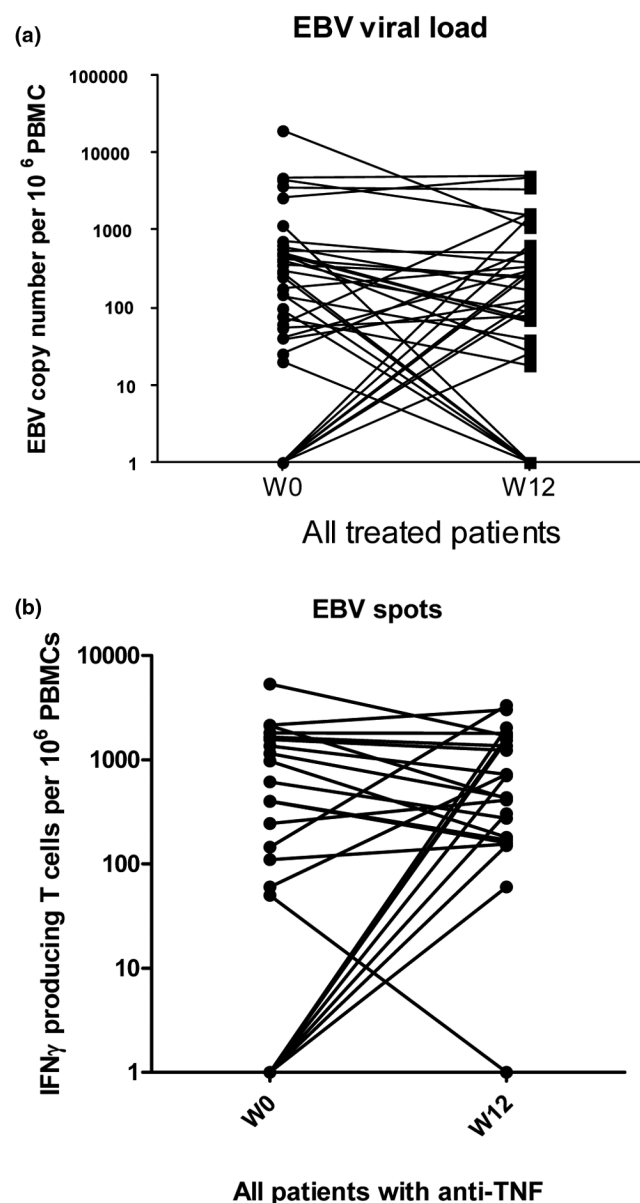 (a)
EBV viral load
EBV copy number per 10 6 PBMC
100000
10000
1000
100
10
1
W0 W12
All treated patients
(b)
EBV spots
IFNγ producing T cells per 10⁶ PBMCs
10000
1000
100
10
1
W0 W12
All patients with anti-TNF